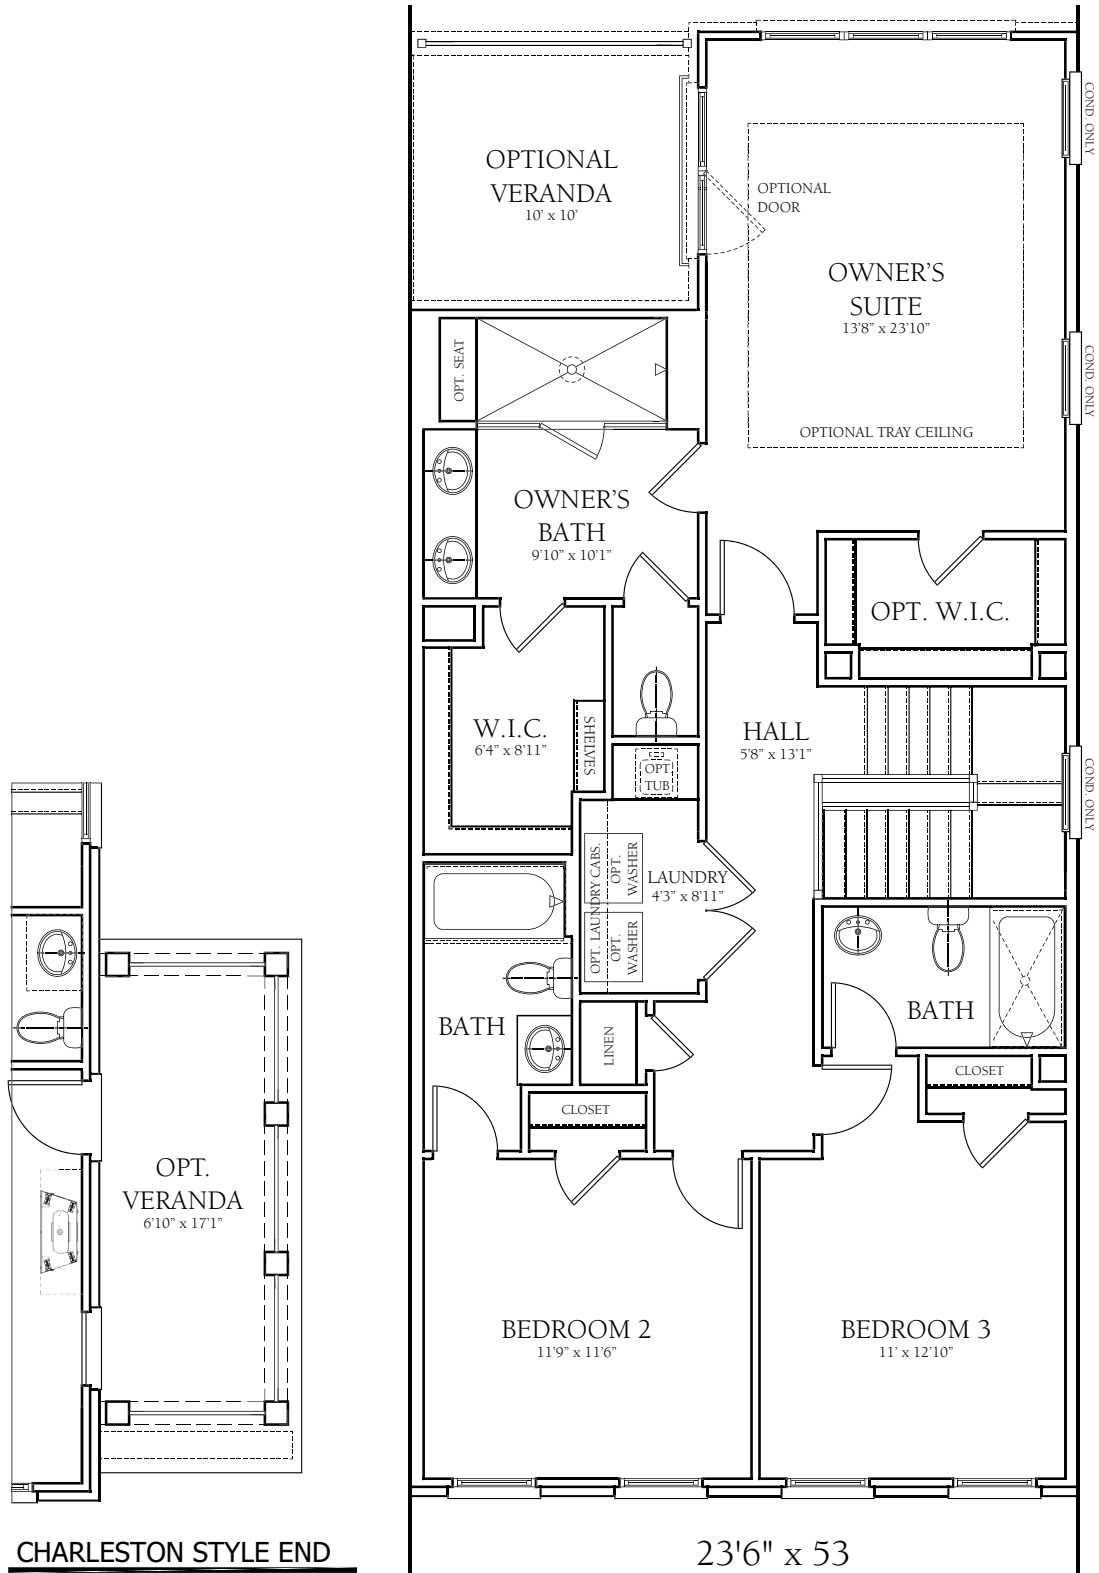 OPTIONAL
VERANDA
10' x 10'
COND. ONLY
OPTIONAL
DOOR
OWNER'S
SUITE
13'8" x 23'10"
OPTIONAL TRAY CEILING
COND. ONLY
OPT. SEAT
OWNER'S
BATH
9'10" x 10'1"
OPT. W.I.C.
W.I.C.
6'4" x 8'11"
SHELVES
HALL
5'8" x 13'1"
OPT.
TUB
COND. ONLY
OPT. LAUNDRY CABS.
OPT.
WASHER
OPT.
WASHER
LAUNDRY
4'3" x 8'11"
BATH
LINEN
BATH
CLOSET
CLOSET
BEDROOM 2
11'9" x 11'6"
BEDROOM 3
11' x 12'10"
OPT.
VERANDA
6'10" x 17'1"
CHARLESTON STYLE END
23'6" x 53